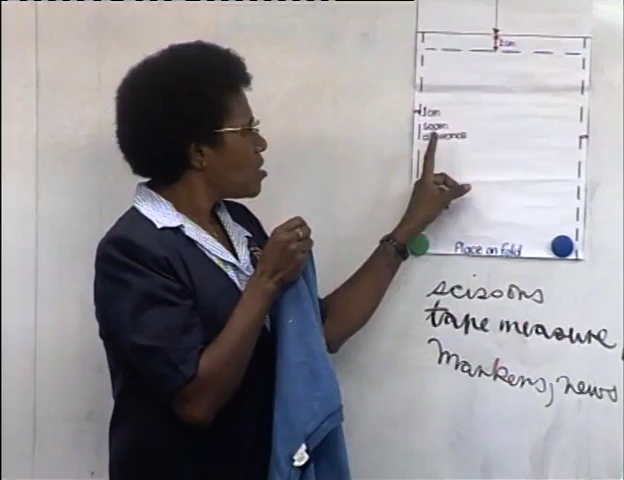 1cm
1cm
seam
allowance
Place on Fold
scissors
tape measure,
Markers, news